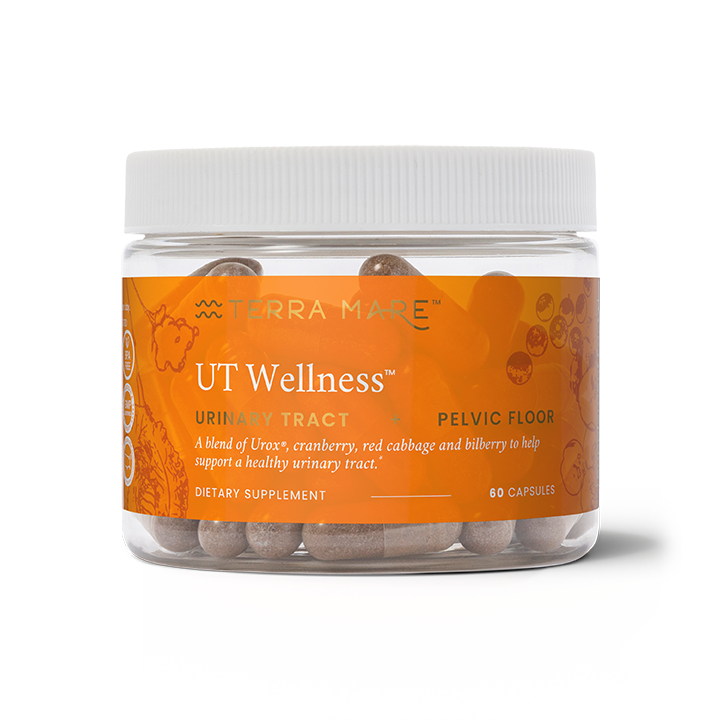 TERRA MARE™
UT Wellness™
URINARY TRACT + PELVIC FLOOR
A blend of Urox®, cranberry, red cabbage and bilberry to help
support a healthy urinary tract.*
DIETARY SUPPLEMENT
60 CAPSULES